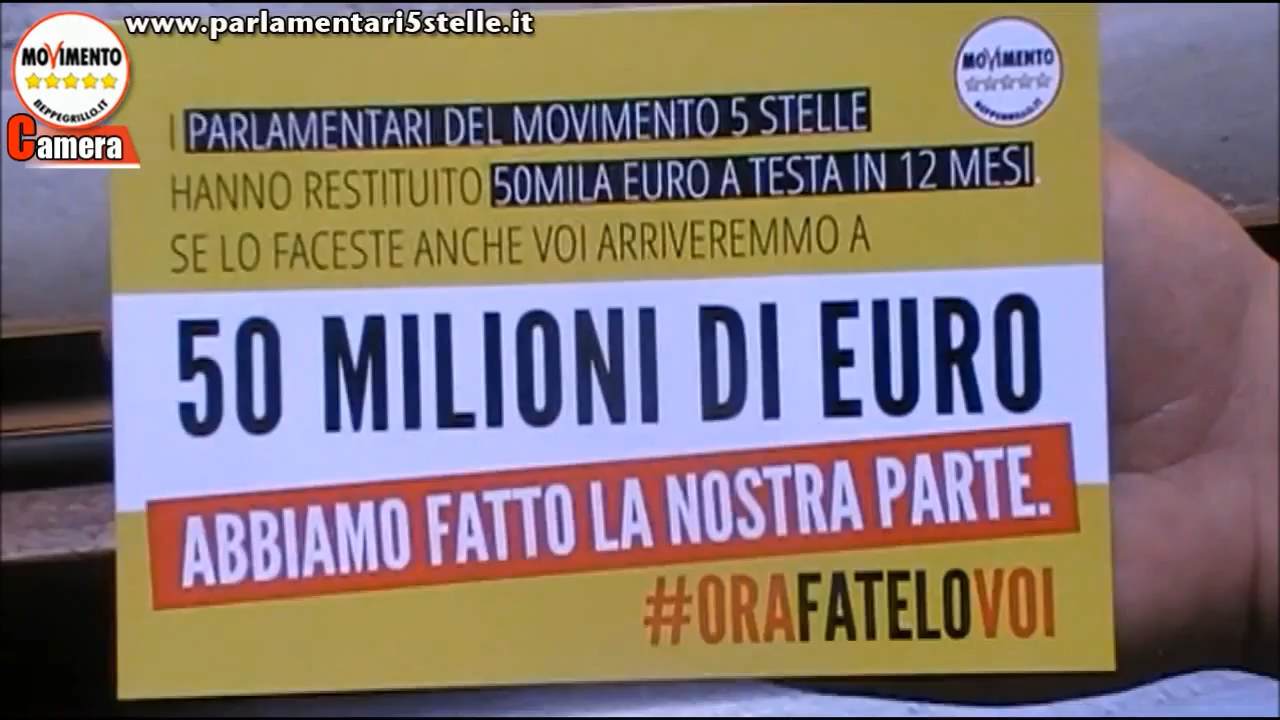 www.parlamentari5stelle.it
MOVIMENTO
BEPPEGRILLO.IT
Camera
MOVIMENTO
BEPPEGRILLO.IT
I PARLAMENTARI DEL MOVIMENTO 5 STELLE
HANNO RESTITUITO 50MILA EURO A TESTA IN 12 MESI.
SE LO FACESTE ANCHE VOI ARRIVEREMMO A
50 MILIONI DI EURO
ABBIAMO FATTO LA NOSTRA PARTE.
#ORAFATELOVOI